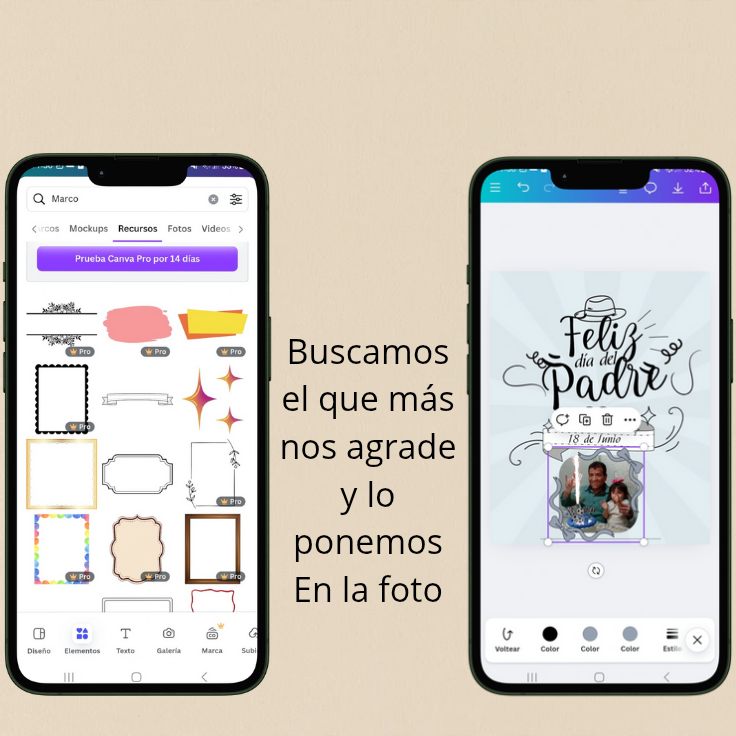 Marco
rcos Mockups Recursos Fotos Videos
Prueba Canva Pro por 14 días
Pro Pro Pro
Pro
Pro
Pro Pro Pro
Diseño Elementos Texto Galería Marca Subi
Buscamos
el que más
nos agrade
y lo
ponemos
En la foto
Feliz
día del
Padre
18 de Junio
Voltear Color Color Color Estilo